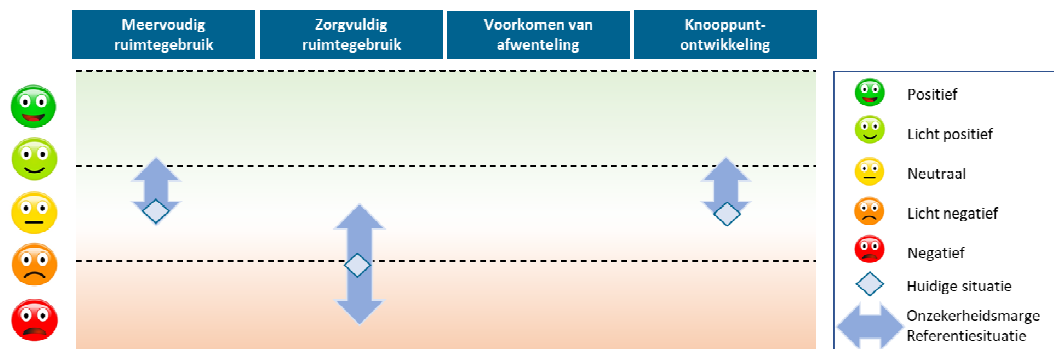 Meervoudig
ruimtegebruik
Zorgvuldig
ruimtegebruik
Voorkomen van
afwenteling
Knooppunt-
ontwikkeling
Positief
Licht positief
Neutraal
Licht negatief
Negatief
Huidige situatie
Onzekerheidsmarge
Referentiesituatie